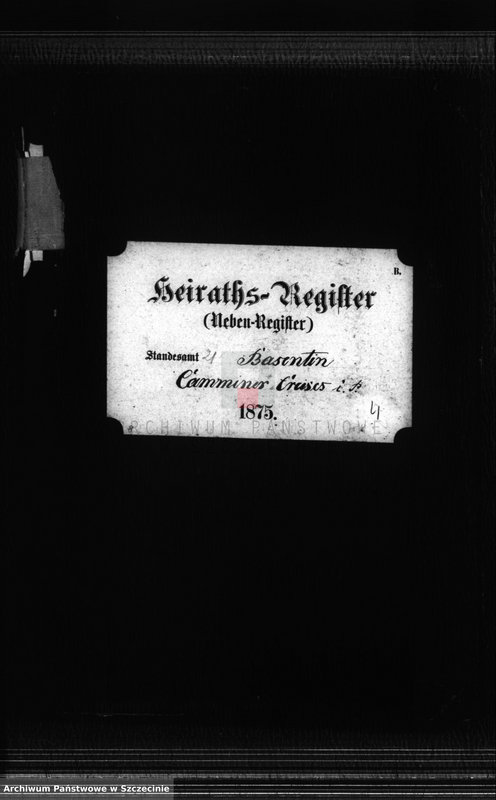 B.
Heiraths-Register
(Neben-Register)
Standesamt 21 Basentin
Camminer Creises i. P.
1875.
4
ARCHIWUM PAŃSTWOWE
Archiwum Państwowe w Szczecinie